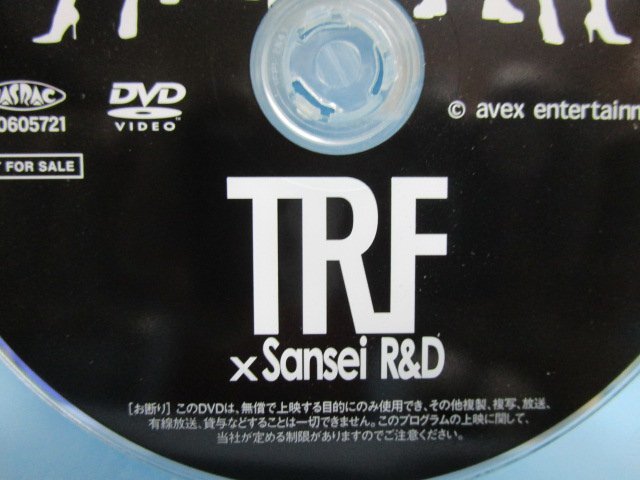 JASRAC
DVD
VIDEO
0605721
© avex entertainm
T FOR SALE
TRF
x Sansei R&D
[お断り] このDVDは、無償で上映する目的にのみ使用でき、その他複製、複写、放送、
有線放送、貸与などすることは一切できません。このプログラムの上映に関して、
当社が定める制限がありますのでご注意ください。